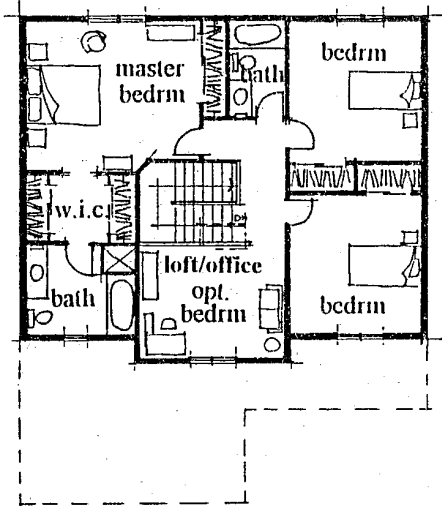 bedrm
master
bedrm
bath
w.i.c.
loft/office
opt.
bedrm
bath
bedrm